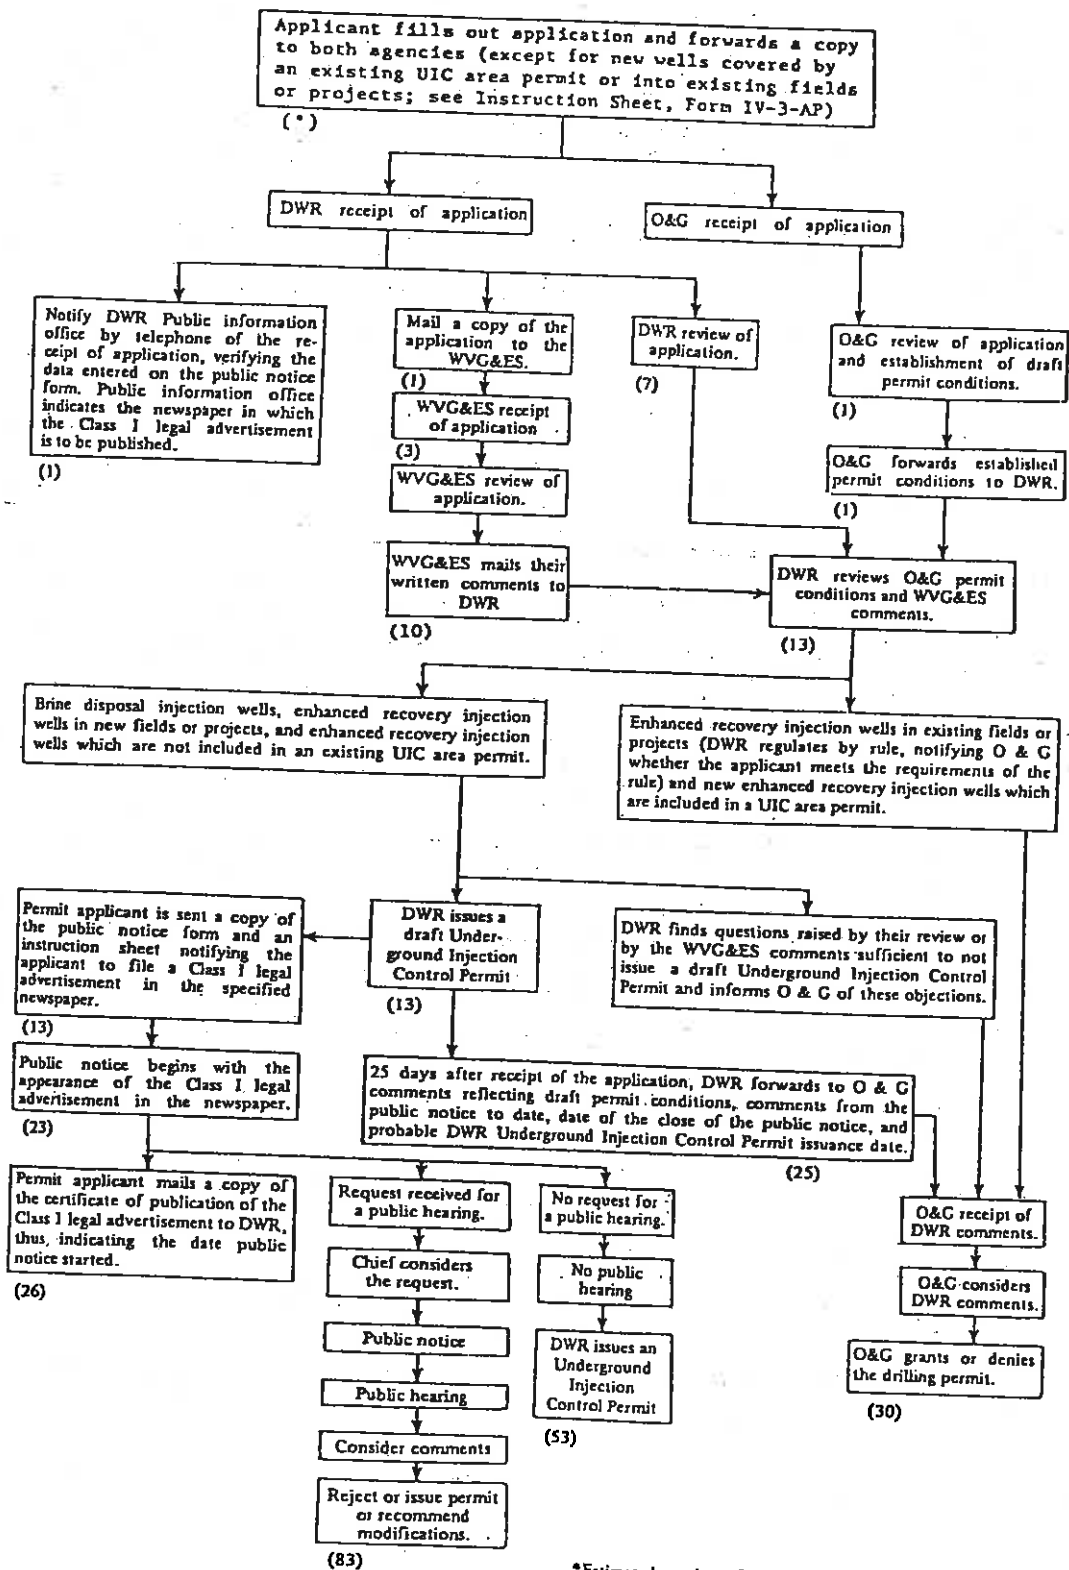 Applicant fills out application and forwards a copy
to both agencies (except for new wells covered by
an existing UIC area permit or into existing fields
or projects; see Instruction Sheet, Form IV-3-AP)
(*)
DWR receipt of application
O&G receipt of application
Notify DWR Public information
office by telephone of the re-
ceipt of application, verifying the
data entered on the public notice
form. Public information office
indicates the newspaper in which
the Class I legal advertisement
is to be published.
(1)
Mail a copy of the
application to the
WVG&ES.
(1)
DWR review of
application.
(7)
O&G review of application
and establishment of draft
permit conditions.
(1)
WVG&ES receipt
of application
(3)
WVG&ES review of
application.
O&G forwards established
permit conditions to DWR.
(1)
WVG&ES mails their
written comments to
DWR
(10)
DWR reviews O&G permit
conditions and WVG&ES
comments.
(13)
Brine disposal injection wells, enhanced recovery injection
wells in new fields or projects, and enhanced recovery injection
wells which are not included in an existing UIC area permit.
Enhanced recovery injection wells in existing fields or
projects (DWR regulates by rule, notifying O & G
whether the applicant meets the requirements of the
rule) and new enhanced recovery injection wells which
are included in a UIC area permit.
Permit applicant is sent a copy of
the public notice form and an
instruction sheet notifying the
applicant to file a Class I legal
advertisement in the specified
newspaper.
(13)
DWR issues a
draft Under-
ground Injection
Control Permit
(13)
DWR finds questions raised by their review or
by the WVG&ES comments sufficient to not
issue a draft Underground Injection Control
Permit and informs O & G of these objections.
Public notice begins with the
appearance of the Class I legal
advertisement in the newspaper.
(23)
25 days after receipt of the application, DWR forwards to O & G
comments reflecting draft permit conditions, comments from the
public notice to date, date of the close of the public notice, and
probable DWR Underground Injection Control Permit issuance date.
(25)
Permit applicant mails a copy of
the certificate of publication of the
Class I legal advertisement to DWR,
thus, indicating the date public
notice started.
(26)
Request received for
a public hearing.
No request for
a public hearing.
O&G receipt of
DWR comments.
Chief considers
the request.
No public
hearing
O&G considers
DWR comments.
Public notice
DWR issues an
Underground
Injection
Control Permit
(53)
O&G grants or denies
the drilling permit.
(30)
Public hearing
Consider comments
Reject or issue permit
or recommend
modifications.
(83)